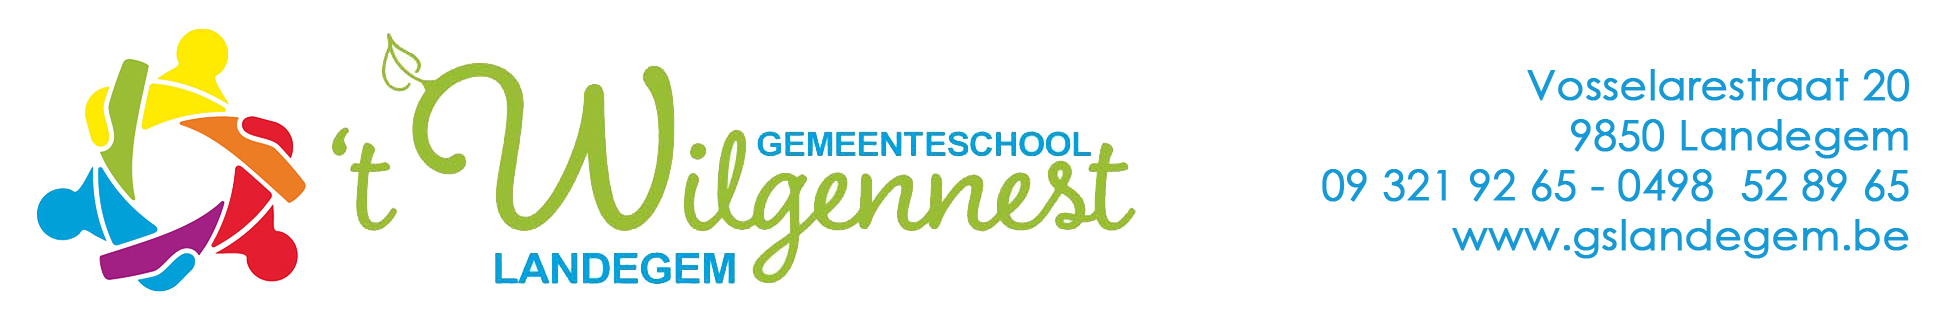 't Wilgennest
GEMEENTESCHOOL
LANDEGEM
Vosselarestraat 20
9850 Landegem
09 321 92 65 - 0498  52 89 65
www.gslandegem.be